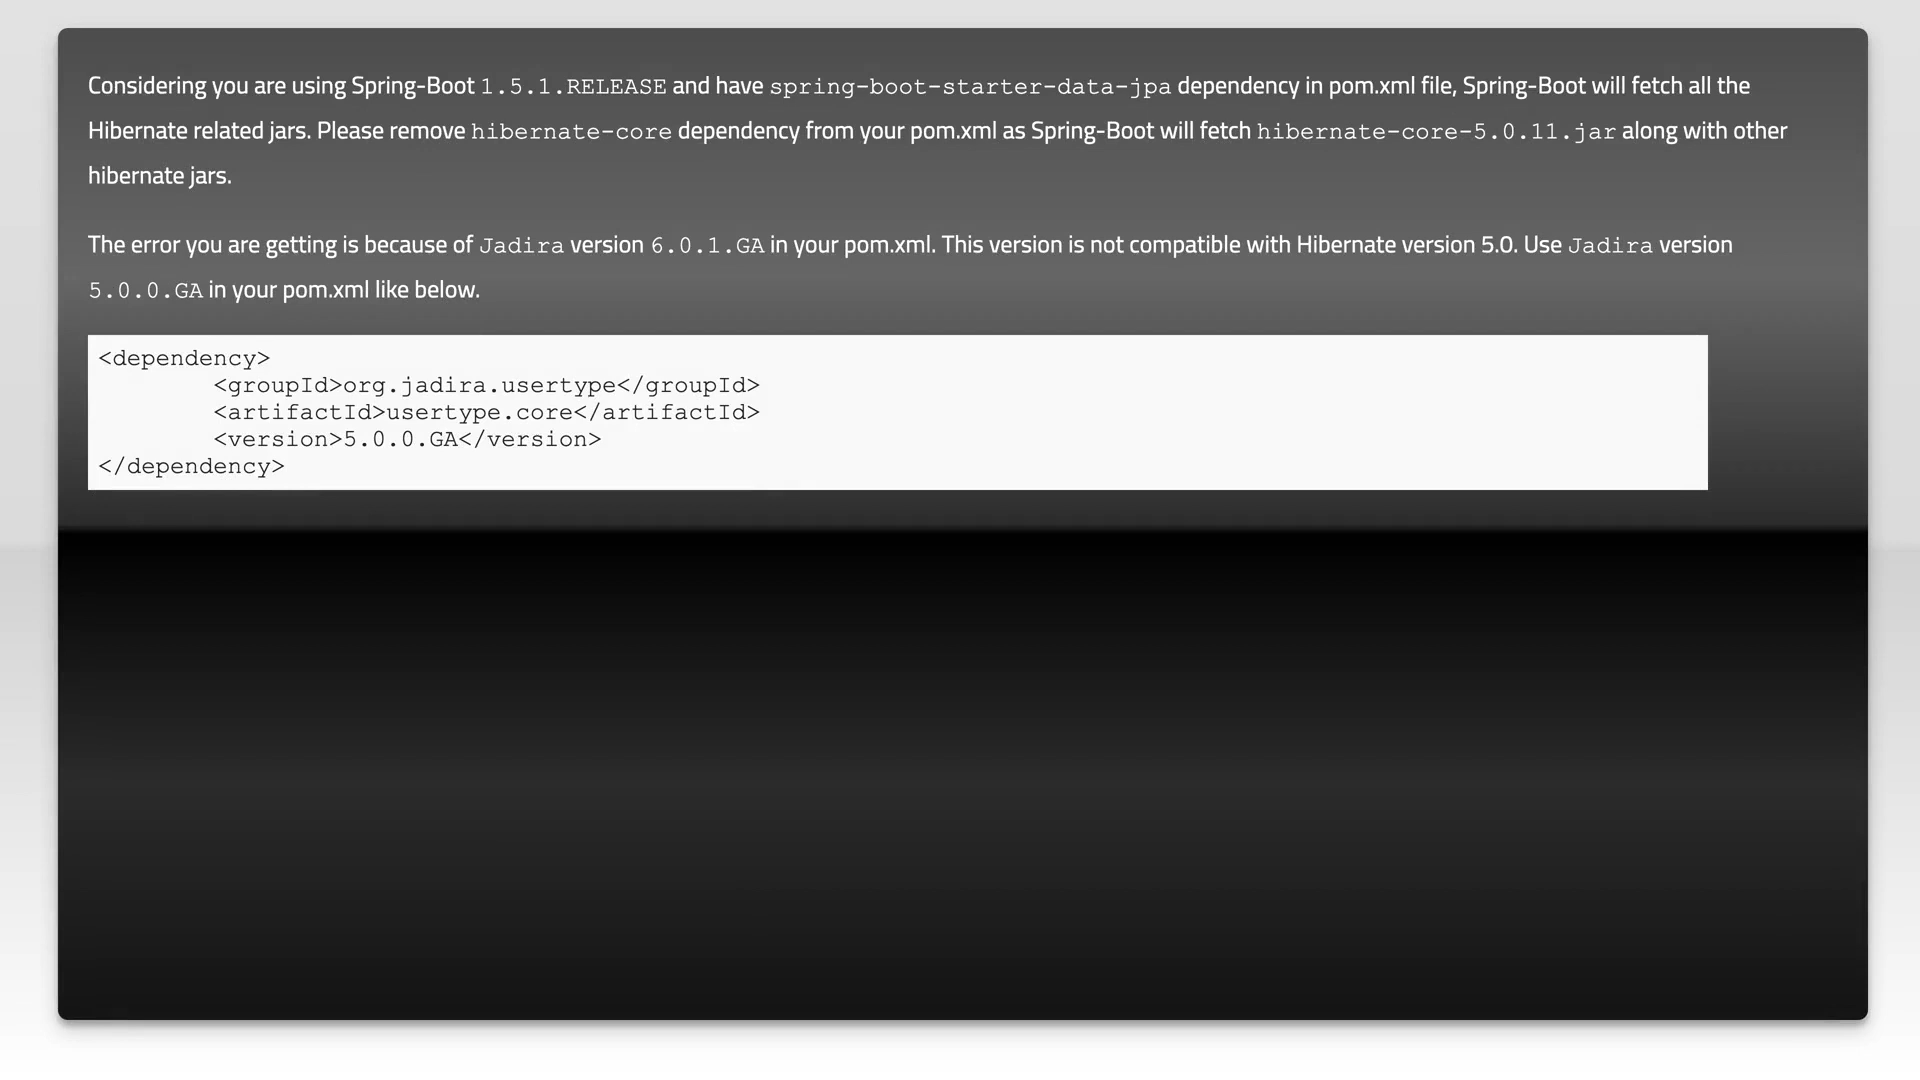 Considering you are using Spring-Boot 1.5.1.RELEASE and have spring-boot-starter-data-jpa dependency in pom.xml file, Spring-Boot will fetch all the
Hibernate related jars. Please remove hibernate-core dependency from your pom.xml as Spring-Boot will fetch hibernate-core-5.0.11.jar along with other
hibernate jars.
The error you are getting is because of Jadira version 6.0.1.GA in your pom.xml. This version is not compatible with Hibernate version 5.0. Use Jadira version
5.0.0.GA in your pom.xml like below.
<dependency>
        <groupId>org.jadira.usertype</groupId>
        <artifactId>usertype.core</artifactId>
        <version>5.0.0.GA</version>
</dependency>